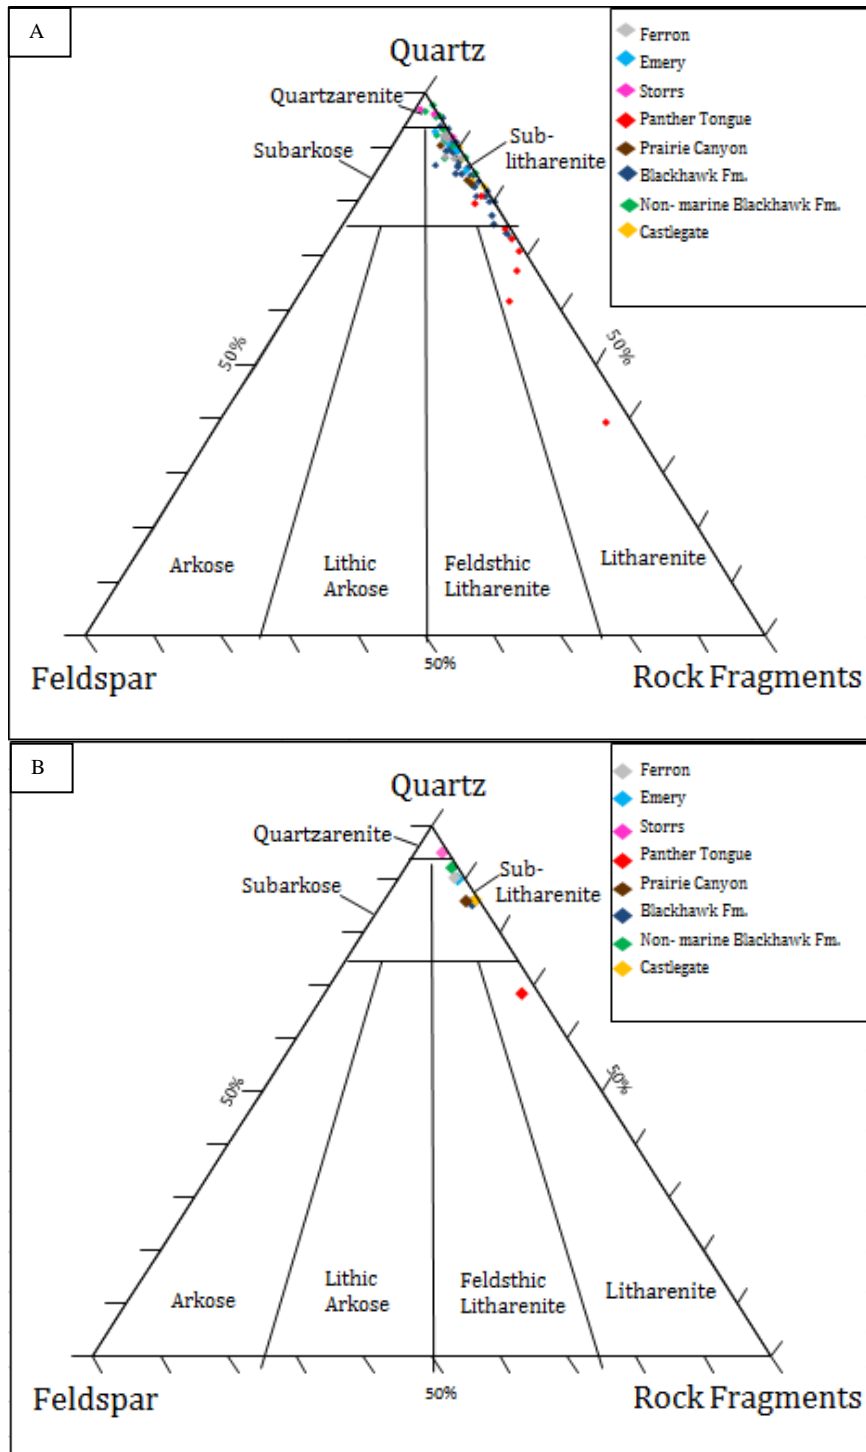 A
Quartz
Quartzarenite
Subarkose
Sub-
litharenite
Ferron
Emery
Storrs
Panther Tongue
Prairie Canyon
Blackhawk Fm.
Non- marine Blackhawk Fm.
Castlegate
50%
50%
Arkose
Lithic
Arkose
Feldsthic
Litharenite
Litharenite
Feldspar
50%
Rock Fragments
B
Quartz
Quartzarenite
Subarkose
Sub-
Litharenite
Ferron
Emery
Storrs
Panther Tongue
Prairie Canyon
Blackhawk Fm.
Non- marine Blackhawk Fm.
Castlegate
50%
50%
Arkose
Lithic
Arkose
Feldsthic
Litharenite
Litharenite
Feldspar
50%
Rock Fragments